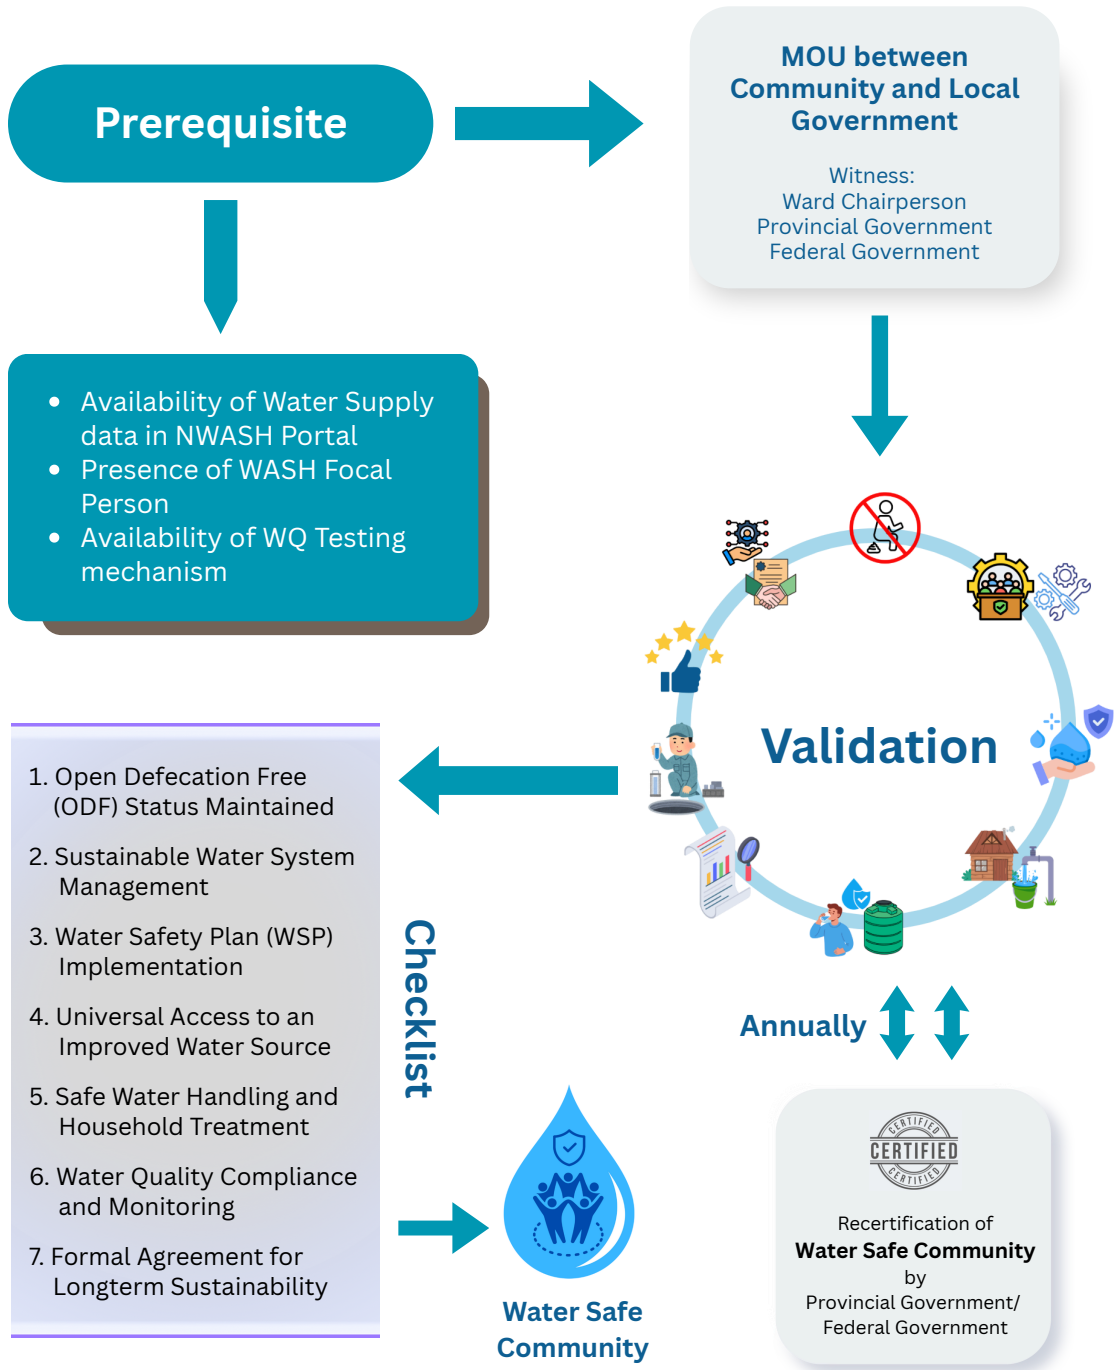 Prerequisite
MOU between
Community and Local
Government
Witness:
Ward Chairperson
Provincial Government
Federal Government
• Availability of Water Supply
data in NWASH Portal
• Presence of WASH Focal
Person
• Availability of WQ Testing
mechanism
Validation
1. Open Defecation Free
(ODF) Status Maintained
2. Sustainable Water System
Management
3. Water Safety Plan (WSP)
Implementation
4. Universal Access to an
Improved Water Source
5. Safe Water Handling and
Household Treatment
6. Water Quality Compliance
and Monitoring
7. Formal Agreement for
Longterm Sustainability
Checklist
Water Safe
Community
Annually
CERTIFIED
CERTIFIED
CERTIFIED
Recertification of
Water Safe Community
by
Provincial Government/
Federal Government